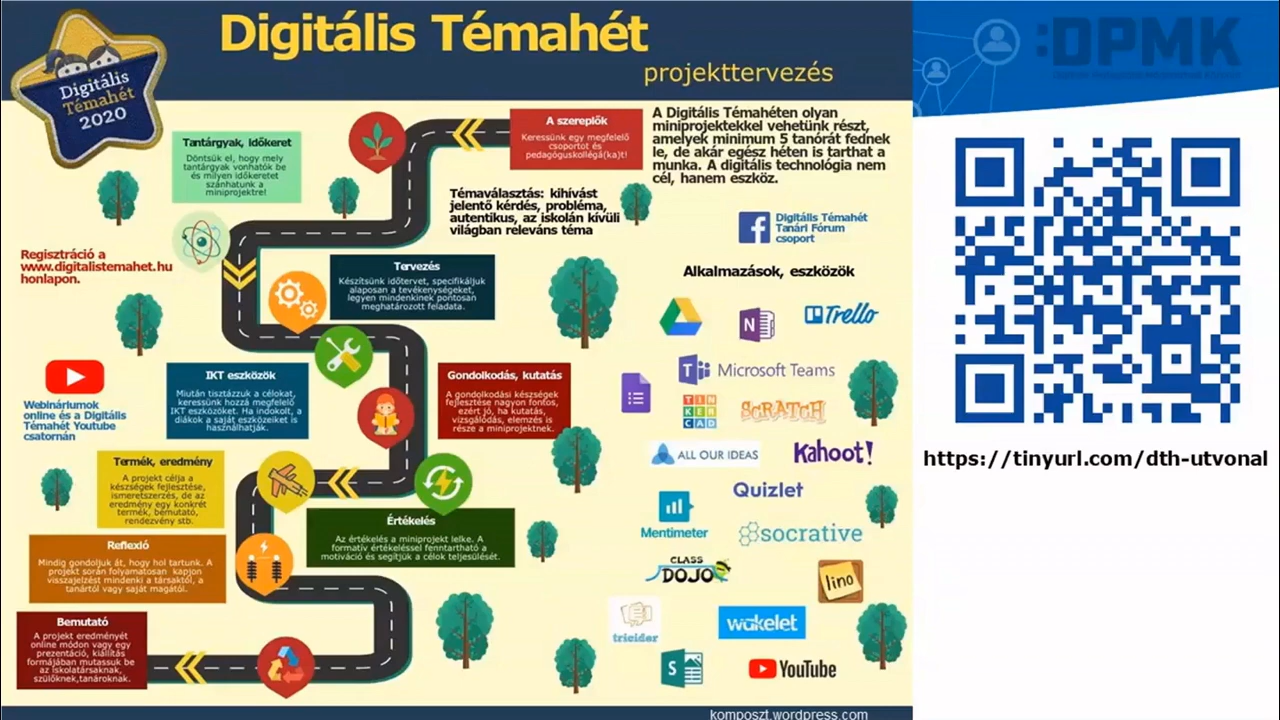 Digitális Témahét
projekttervezés
Digitális
Témahét
2020
:DPMK
A szereplők
Keressünk egy megfelelő
csoportot és
pedagóguskollégá(ka)t!
A Digitális Témahéten olyan
miniprojektekkel vehetünk részt,
amelyek minimum 5 tanórát fednek
le, de akár egész héten is tarthat a
munka. A digitális technológia nem
cél, hanem eszköz.
Tantárgyak, időkeret
Döntsük el, hogy mely
tantárgyak vonhatók be
és milyen időkeretet
szánhatunk a
miniprojektre!
Témaválasztás: kihívást
jelentő kérdés, probléma,
autentikus, az iskolán kívüli
világban releváns téma
Digitális Témahét
Tanári Fórum
csoport
Regisztráció a
www.digitalistemahet.hu
honlapon.
Tervezés
Készítsünk időtervet, specifikáljuk
alaposan a tevékenységeket,
legyen mindenkinek pontosan
meghatározott feladata.
Alkalmazások, eszközök
N
Trello
Microsoft Teams
TIN
KER
CAD
SCRATCH
ALL OUR IDEAS
Kahoot!
Quizlet
Mentimeter
socrative
CLASS
DOJO
lino
tricider
wakelet
S
YouTube
IKT eszközök
Miután tisztázzuk a célokat,
keressünk hozzá megfelelő
IKT eszközöket. Ha indokolt, a
diákok a saját eszközeiket is
használhatják.
Gondolkodás, kutatás
A gondolkodási készségek
fejlesztése nagyon fontos,
ezért jó, ha kutatás,
vizsgálódás, elemzés is
része a miniprojektnek.
Webináriumok
online és a Digitális
Témahét Youtube
csatornán
Termék, eredmény
A projekt célja a
készségek fejlesztése,
ismeretszerzés, de az
eredmény egy konkrét
termék, bemutató,
rendezvény stb.
Értékelés
Az értékelés a miniprojekt lelke. A
formatív értékeléssel fenntartható a
motiváció és segítjük a célok teljesülését.
Reflexió
Mindig gondoljuk át, hogy hol tartunk. A
projekt során folyamatosan kapjon
visszajelzést mindenki a társaktól, a
tanártól vagy saját magától.
Bemutató
A projekt eredményét
online módon vagy egy
prezentáció, kiállítás
formájában mutassuk be
az iskolatársaknak,
szülőknek,tanároknak.
https://tinyurl.com/dth-utvonal
komposzt.wordpress.com